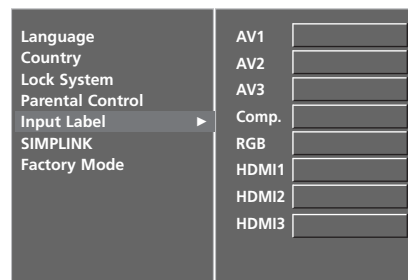 Language
Country
Lock System
Parental Control
Input Label ►
SIMPLINK
Factory Mode
AV1
AV2
AV3
Comp.
RGB
HDMI1
HDMI2
HDMI3